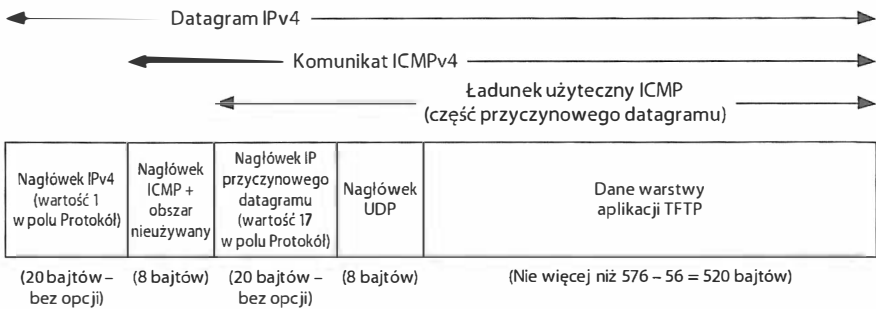 Datagram IPv4
Komunikat ICMPv4
Ładunek użyteczny ICMP
(część przyczynowego datagramu)
Nagłówek IPv4
(wartość 1
w polu Protokół)
Nagłówek
ICMP +
obszar
nieużywany
Nagłówek IP
przyczynowego
datagramu
(wartość 17
w polu Protokół)
Nagłówek
UDP
Dane warstwy
aplikacji TFTP
(20 bajtów –
bez opcji)
(8 bajtów)
(20 bajtów –
bez opcji)
(8 bajtów)
(Nie więcej niż 576 – 56 = 520 bajtów)